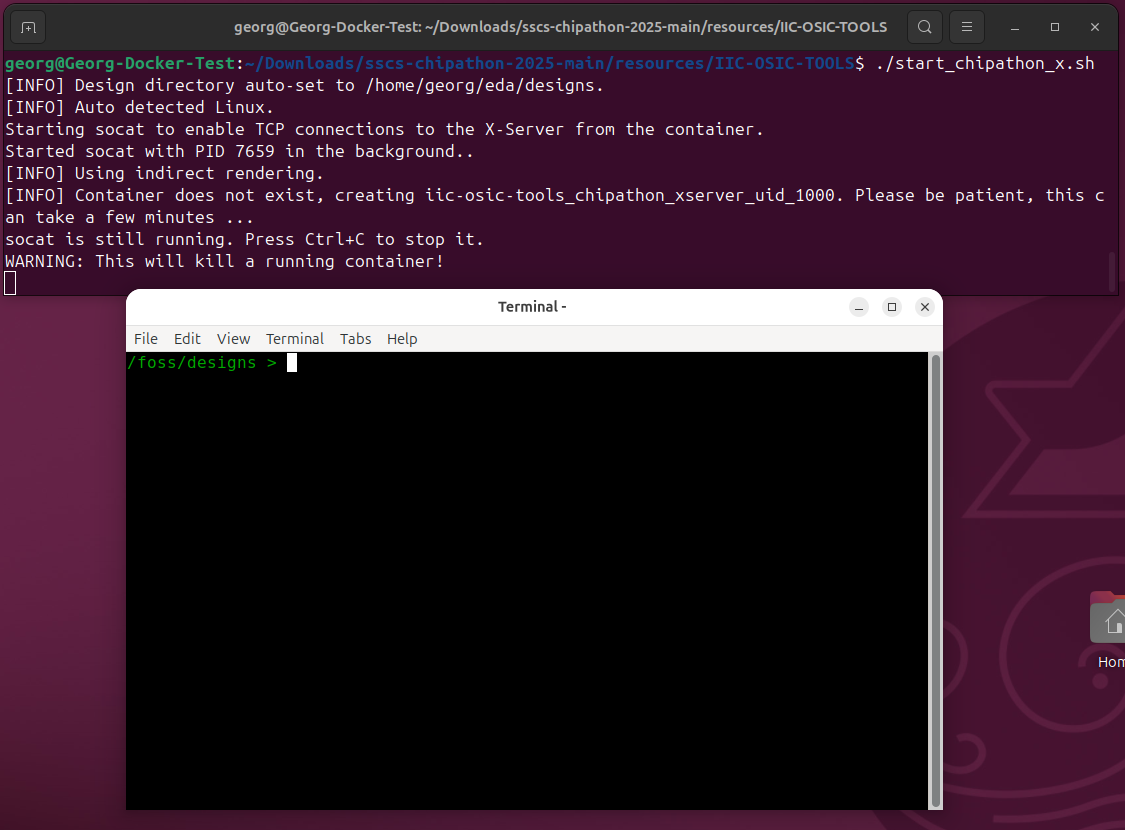 georg@Georg-Docker-Test: ~/Downloads/sscs-chipathon-2025-main/resources/IIC-OSIC-TOOLS
georg@Georg-Docker-Test:~/Downloads/sscs-chipathon-2025-main/resources/IIC-OSIC-TOOLS$ ./start_chipathon_x.sh
[INFO] Design directory auto-set to /home/georg/eda/designs.
[INFO] Auto detected Linux.
Starting socat to enable TCP connections to the X-Server from the container.
Started socat with PID 7659 in the background..
[INFO] Using indirect rendering.
[INFO] Container does not exist, creating iic-osic-tools_chipathon_xserver_uid_1000. Please be patient, this c
an take a few minutes ...
socat is still running. Press Ctrl+C to stop it.
WARNING: This will kill a running container!
Terminal -
File Edit View Terminal Tabs Help
/foss/designs >